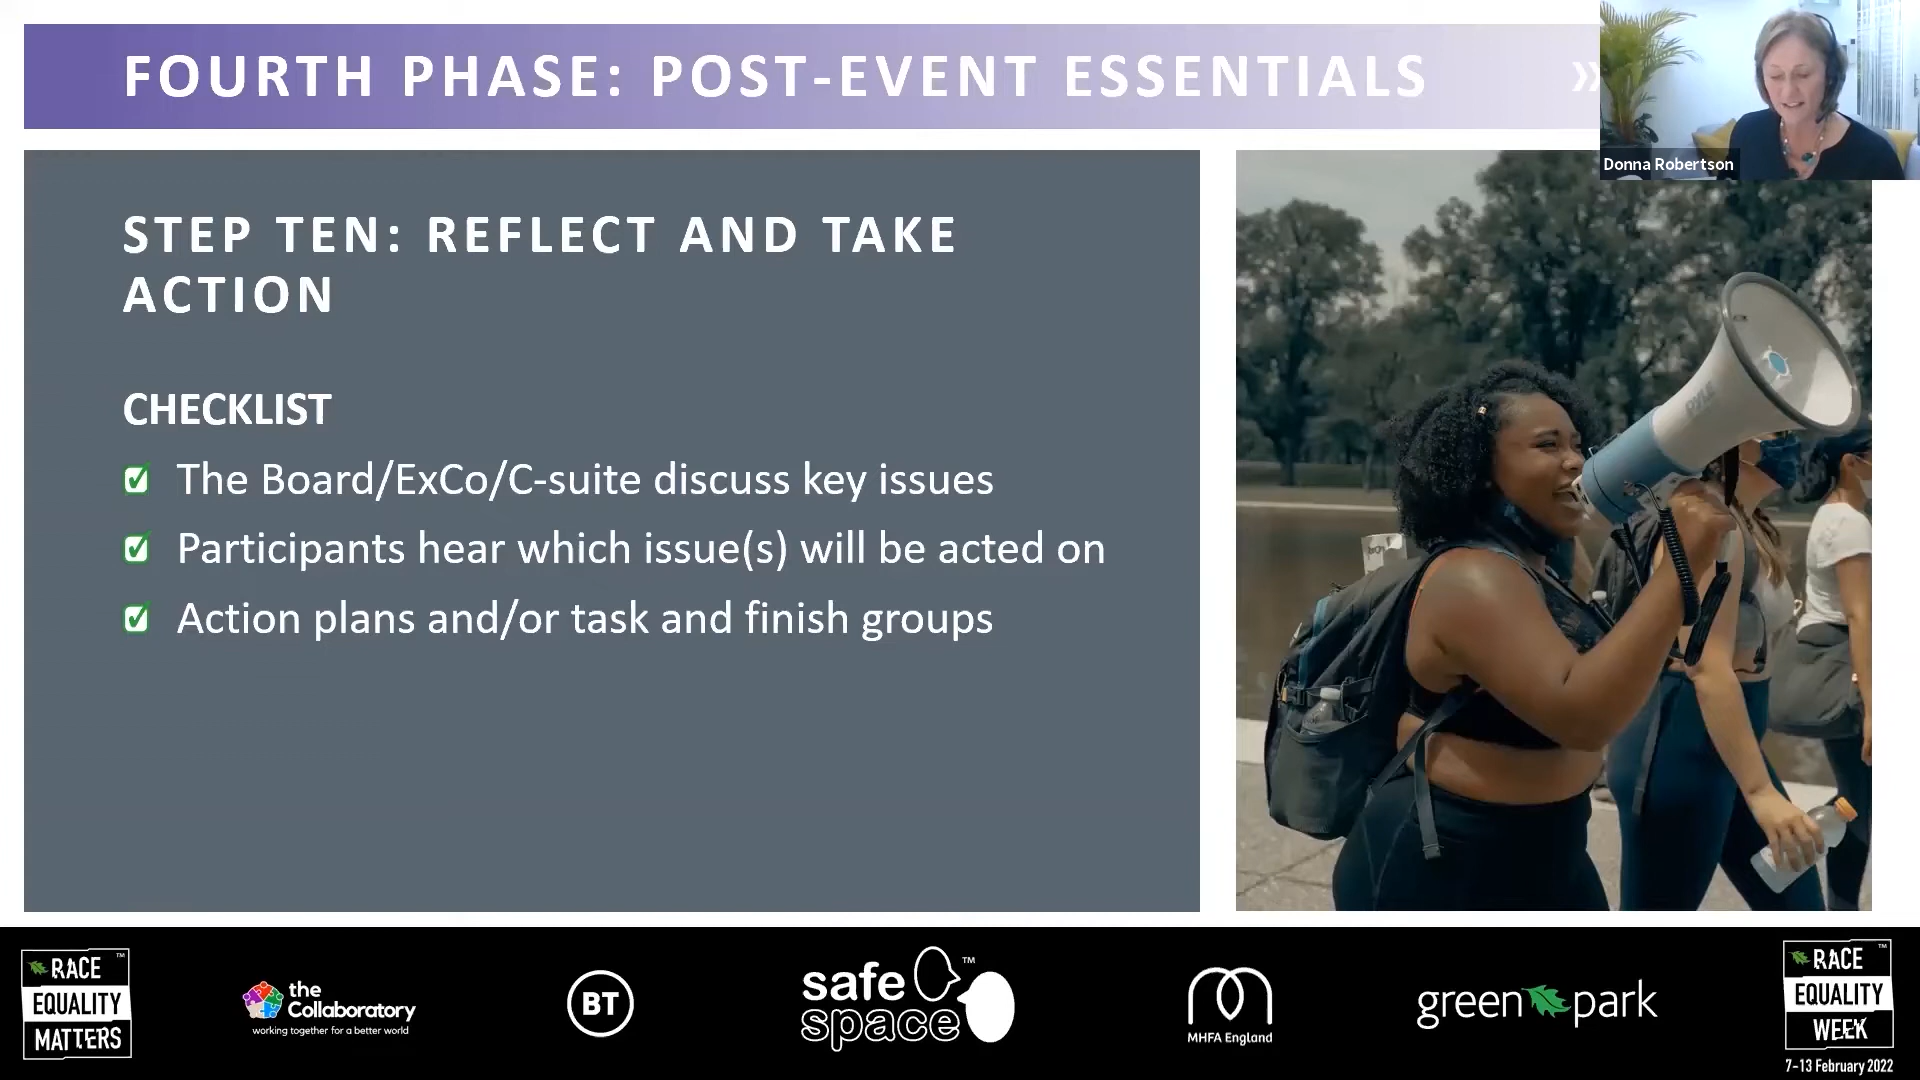 FOURTH PHASE: POST-EVENT ESSENTIALS »
Donna Robertson
STEP TEN: REFLECT AND TAKE
ACTION
CHECKLIST
The Board/ExCo/C-suite discuss key issues
Participants hear which issue(s) will be acted on
Action plans and/or task and finish groups
RACE
EQUALITY
MATTERS
™
the
Collaboratory
working together for a better world
BT
safe
space
™
MHFA England
green park
RACE
EQUALITY
WEEK
™
7-13 February 2022